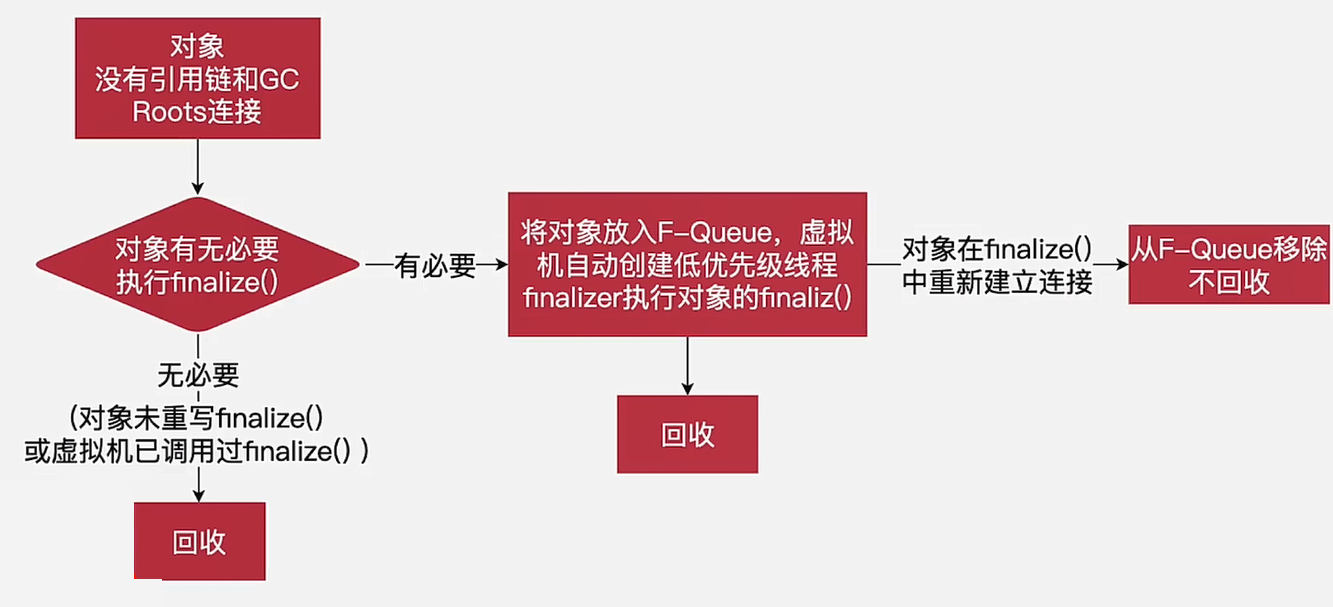 对象
没有引用链和GC
Roots连接
对象有无必要
执行finalize()
有必要
将对象放入F-Queue，虚拟
机自动创建低优先级线程
finalizer执行对象的finaliz()
对象在finalize()
中重新建立连接
从F-Queue移除
不回收
无必要
（对象未重写finalize()
或虚拟机已调用过finalize() ）
回收
回收